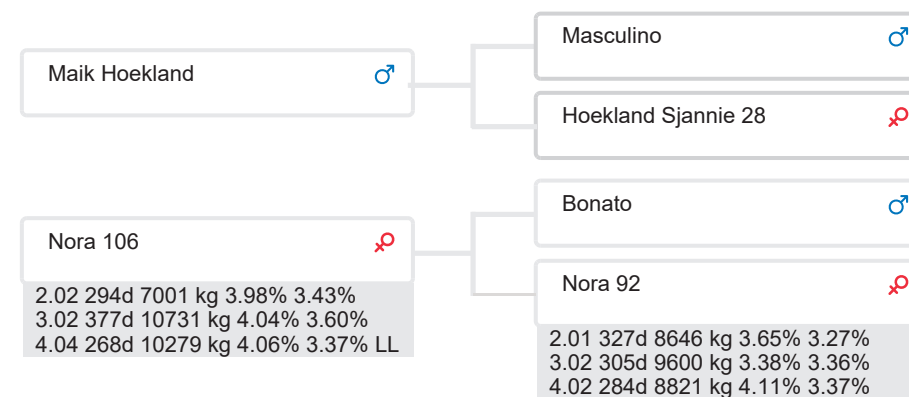 Masculino
Maik Hoekland
Hoekland Sjannie 28
Bonato
Nora 106
Nora 92
2.02 294d 7001 kg 3.98% 3.43%
3.02 377d 10731 kg 4.04% 3.60%
4.04 268d 10279 kg 4.06% 3.37% LL
2.01 327d 8646 kg 3.65% 3.27%
3.02 305d 9600 kg 3.38% 3.36%
4.02 284d 8821 kg 4.11% 3.37%